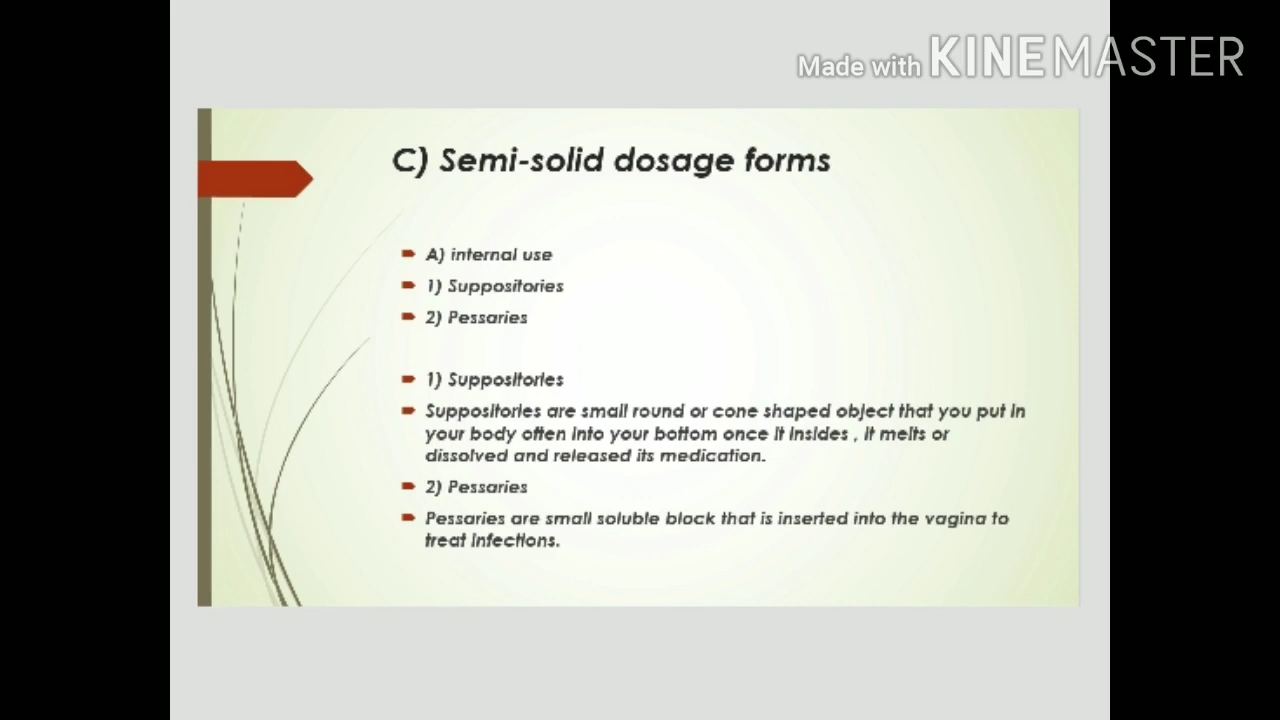 Made with KINEMASTER
C) Semi-solid dosage forms
A) internal use
1) Suppositories
2) Pessaries
1) Suppositories
Suppositories are small round or cone shaped object that you put in
your body often into your bottom once it insides , it melts or
dissolved and released its medication.
2) Pessaries
Pessaries are small soluble block that is inserted into the vagina to
treat infections.